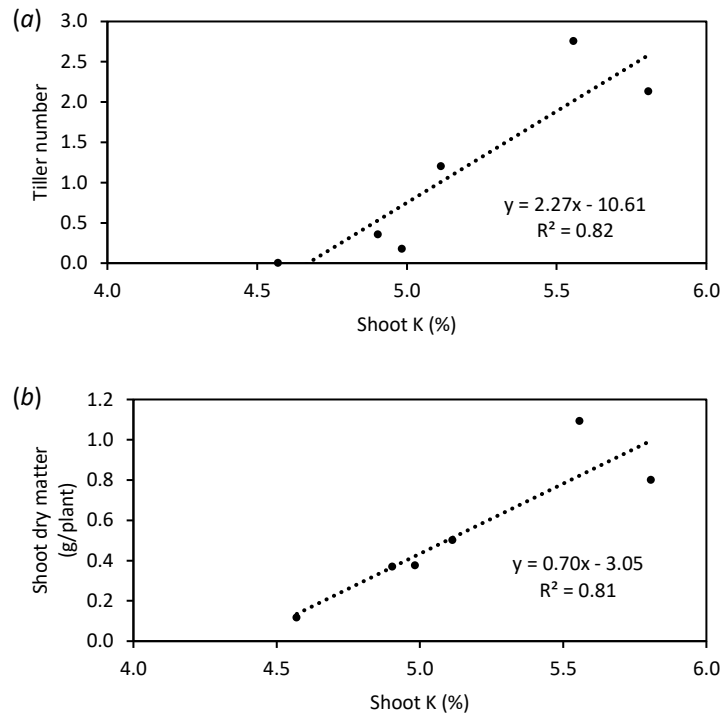 (a)
3.0
2.5
2.0
1.5
1.0
0.5
0.0
Tiller number
y = 2.27x - 10.61
R² = 0.82
4.0 4.5 5.0 5.5 6.0
Shoot K (%)
(b)
1.2
1.0
0.8
0.6
0.4
0.2
0.0
Shoot dry matter
(g/plant)
y = 0.70x - 3.05
R² = 0.81
4.0 4.5 5.0 5.5 6.0
Shoot K (%)